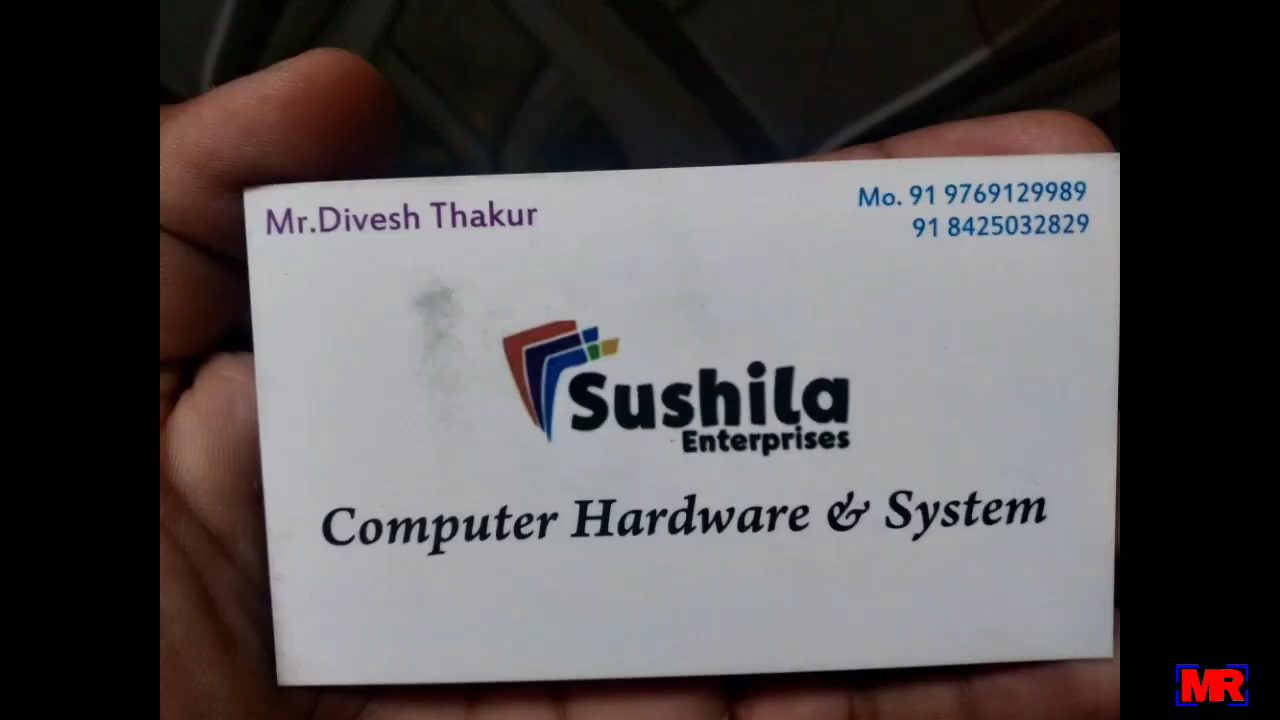 Mr.Divesh Thakur
Mo. 91 9769129989
91 8425032829
Sushila
Enterprises
Computer Hardware & System
MR